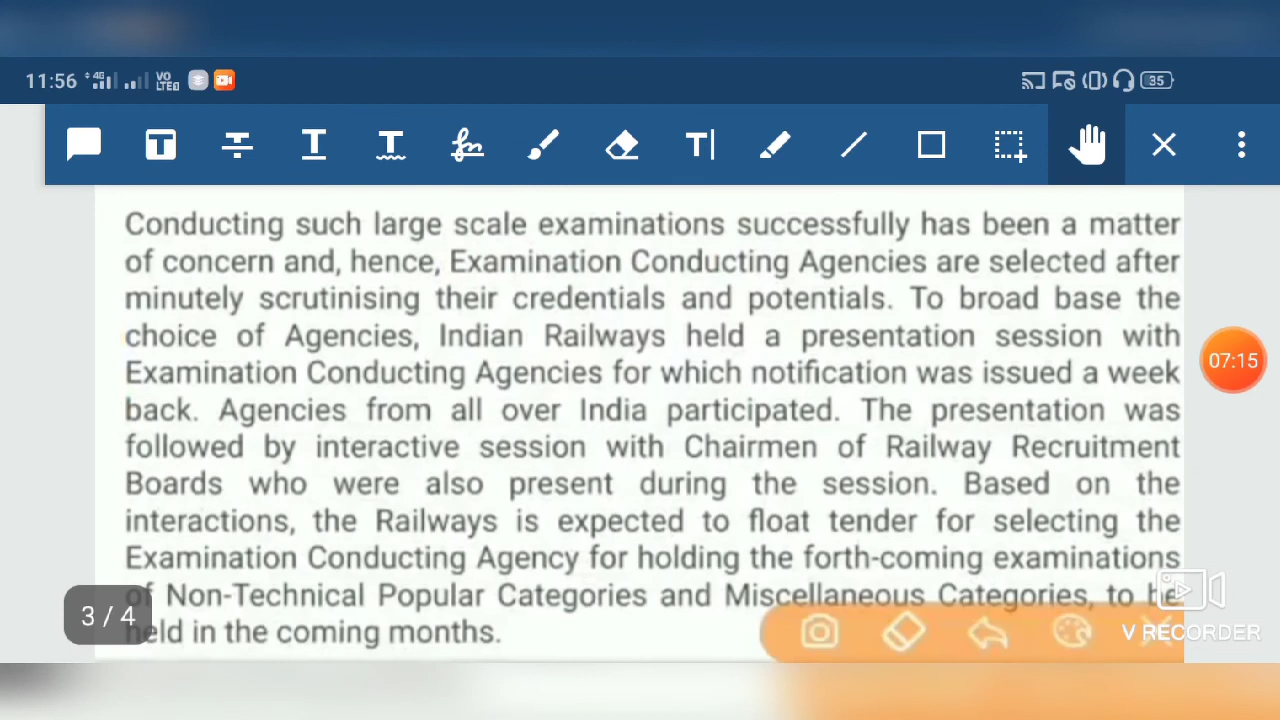 11:56 4G VO LTE 35
Conducting such large scale examinations successfully has been a matter
of concern and, hence, Examination Conducting Agencies are selected after
minutely scrutinising their credentials and potentials. To broad base the
choice of Agencies, Indian Railways held a presentation session with
07:15
Examination Conducting Agencies for which notification was issued a week
back. Agencies from all over India participated. The presentation was
followed by interactive session with Chairmen of Railway Recruitment
Boards who were also present during the session. Based on the
interactions, the Railways is expected to float tender for selecting the
Examination Conducting Agency for holding the forth-coming examinations
of Non-Technical Popular Categories and Miscellaneous Categories, to be
3 / 4
held in the coming months.
V RECORDER